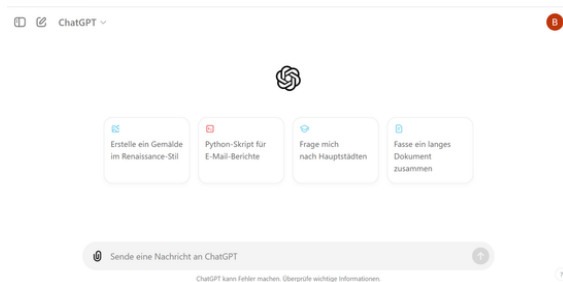 ChatGPT
B
Erstelle ein Gemälde
im Renaissance-Stil
Python-Skript für
E-Mail-Berichte
Frage mich
nach Hauptstädten
Fasse ein langes
Dokument
zusammen
Sende eine Nachricht an ChatGPT
ChatGPT kann Fehler machen. Überprüfe wichtige Informationen.